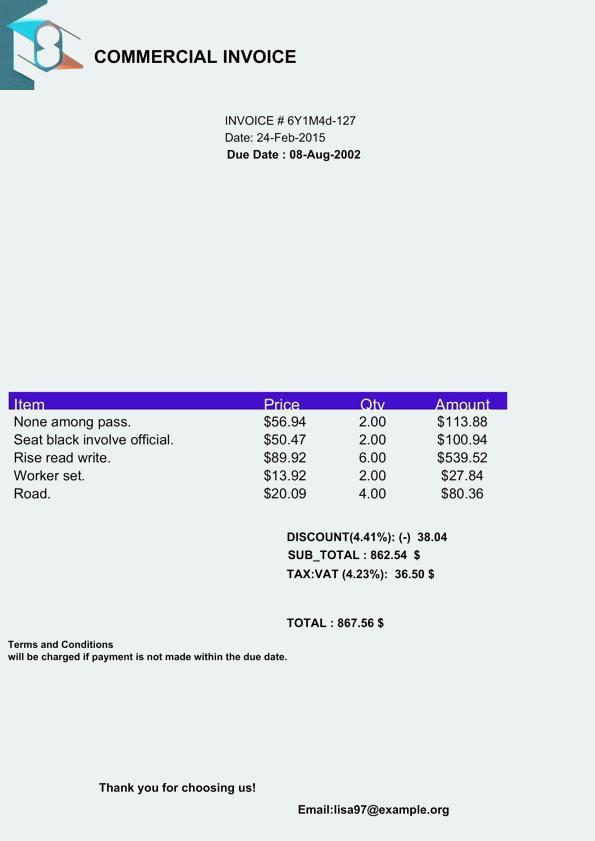 COMMERCIAL INVOICE
INVOICE # 6Y1M4d-127
Date: 24-Feb-2015
Due Date : 08-Aug-2002
Item Price Qty Amount
None among pass. $56.94 2.00 $113.88
Seat black involve official. $50.47 2.00 $100.94
Rise read write. $89.92 6.00 $539.52
Worker set. $13.92 2.00 $27.84
Road. $20.09 4.00 $80.36
DISCOUNT(4.41%): (-) 38.04
SUB_TOTAL : 862.54 $
TAX:VAT (4.23%): 36.50 $
TOTAL : 867.56 $
Terms and Conditions
will be charged if payment is not made within the due date.
Thank you for choosing us!
Email:lisa97@example.org